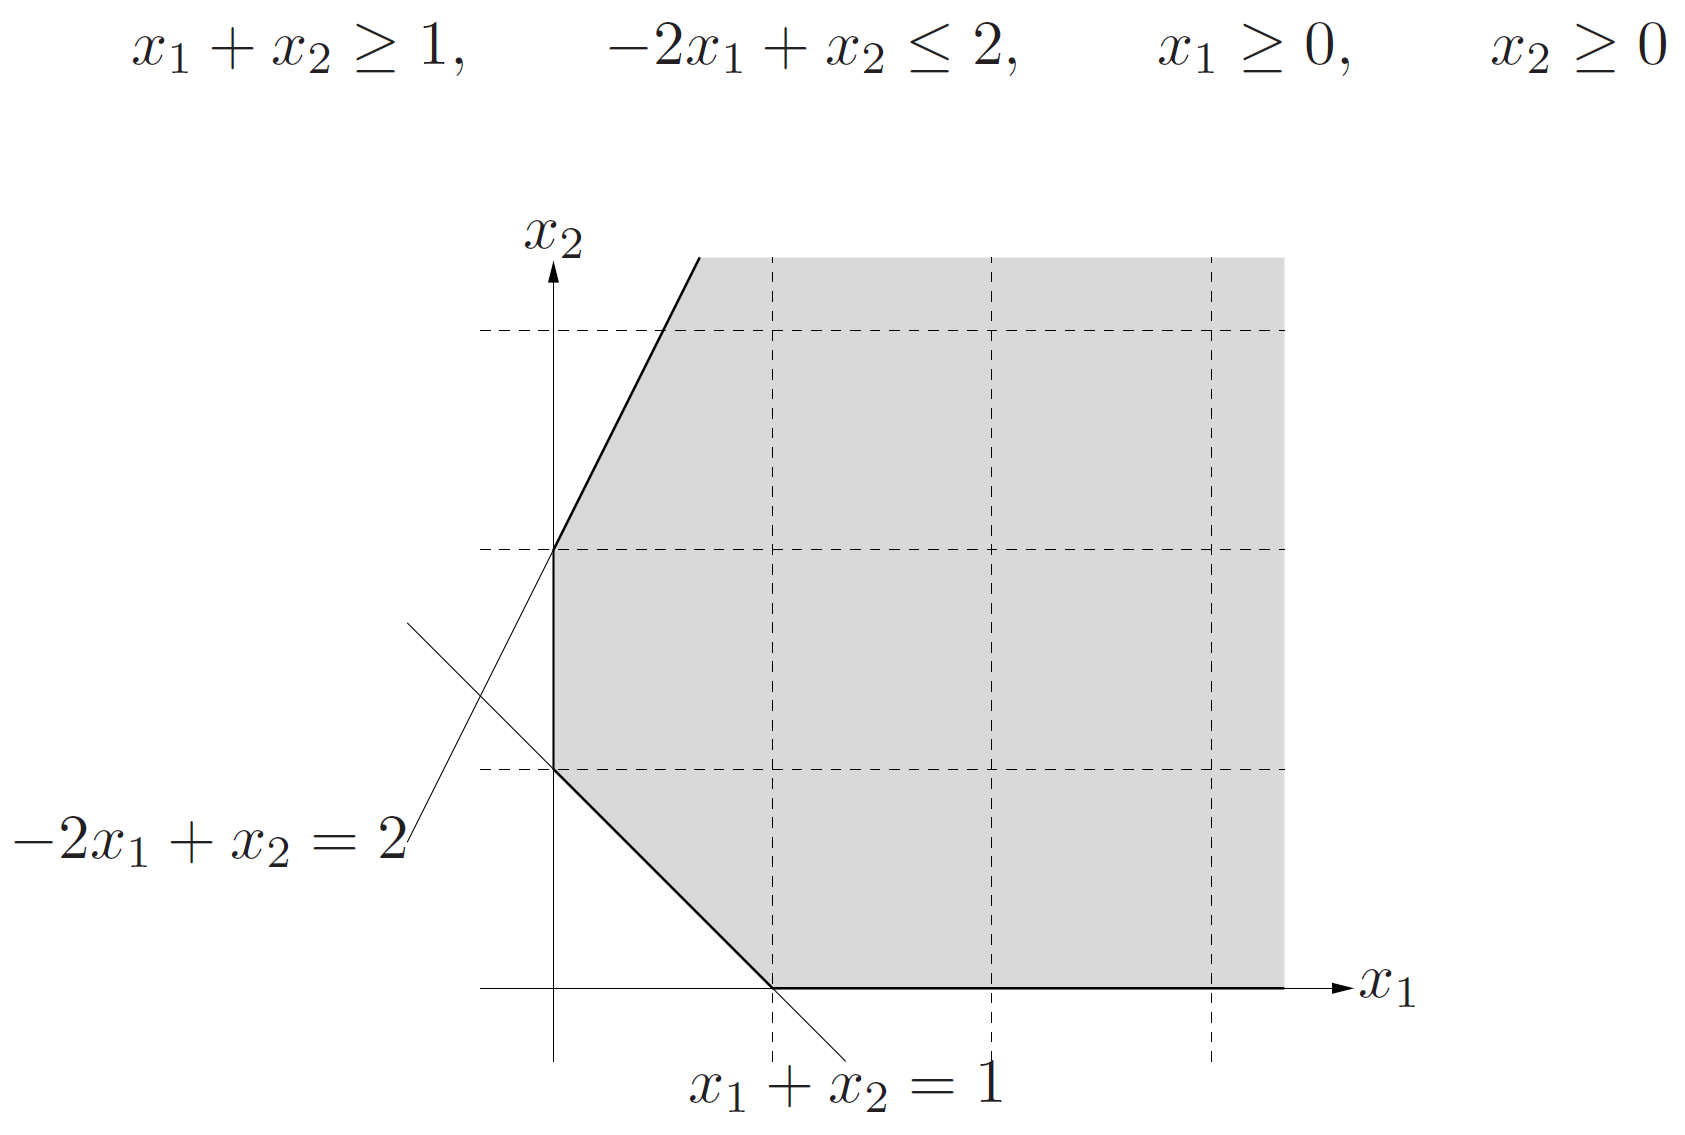 x₁ + x₂ ≥ 1, −2x₁ + x₂ ≤ 2, x₁ ≥ 0, x₂ ≥ 0
x₂
−2x₁ + x₂ = 2
x₁
x₁ + x₂ = 1